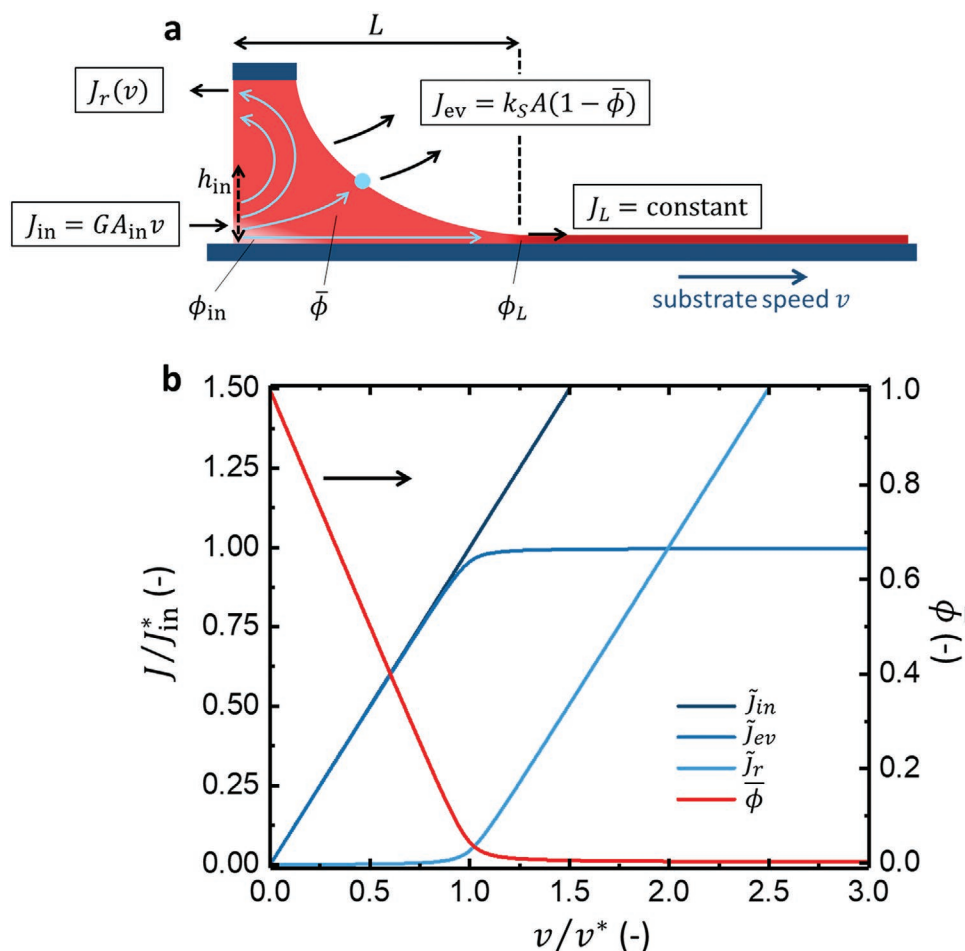 a
L
J_r(v)
J_ev = k_S A(1 − ϕ̄)
h_in
J_in = GA_in v
J_L = constant
ϕ_in
ϕ̄
ϕ_L
substrate speed v
b
1.50
1.25
1.00
0.75
0.50
0.25
0.00
J/J*_in (-)
1.0
0.8
0.6
0.4
0.2
0.0
ϕ̄ (-)
J̃_in
J̃_ev
J̃_r
ϕ̄
0.0 0.5 1.0 1.5 2.0 2.5 3.0
v/v* (-)